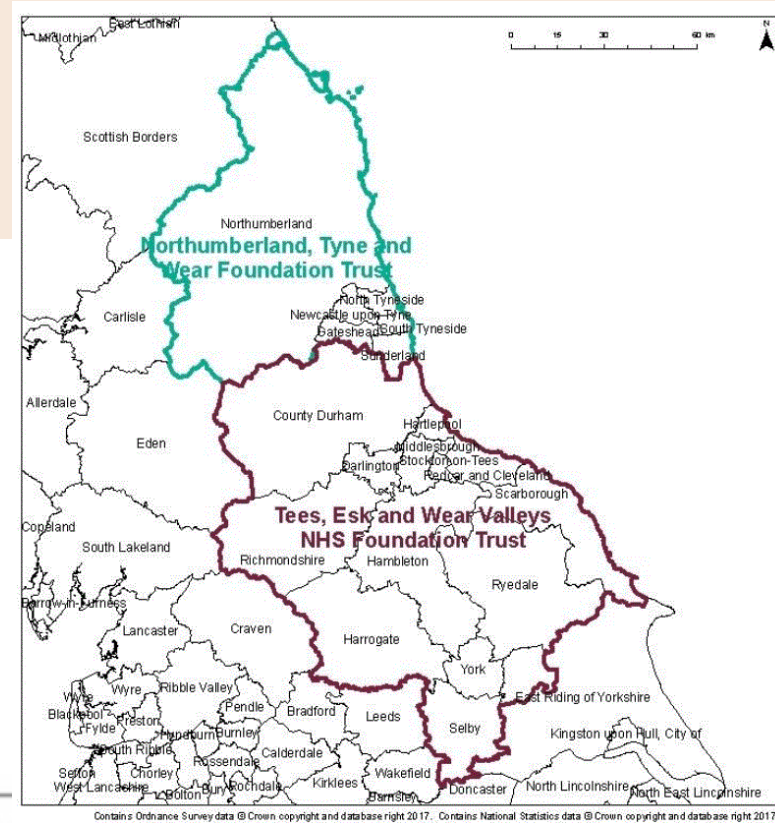 East Lothian
Midlothian
N
0 15 30 60 km
Scottish Borders
Northumberland
Northumberland, Tyne and
Wear Foundation Trust
North Tyneside
Newcastle upon Tyne
Carlisle
Gateshead
South Tyneside
Sunderland
Allerdale
County Durham
Eden
Hartlepool
Middlesbrough
Stockton-on-Tees
Darlington
Redcar and Cleveland
Scarborough
Tees, Esk and Wear Valleys
NHS Foundation Trust
Copeland
South Lakeland
Richmondshire
Hambleton
Ryedale
Barrow-in-Furness
Lancaster
Craven
Harrogate
York
Wyre
Wyre
Ribble Valley
East Riding of Yorkshire
Pendle
Bradford
Leeds
Blackpool
Fylde
Preston
Selby
Hyndburn
Burnley
Kingston upon Hull, City of
South Ribble
Calderdale
Rossendale
Sefton
Chorley
Wakefield
West Lancashire
Bolton
Bury
Rochdale
Kirklees
Barnsley
Doncaster
North Lincolnshire
North East Lincolnshire
Contains Ordnance Survey data © Crown copyright and database right 2017. Contains National Statistics data © Crown copyright and database right 2017